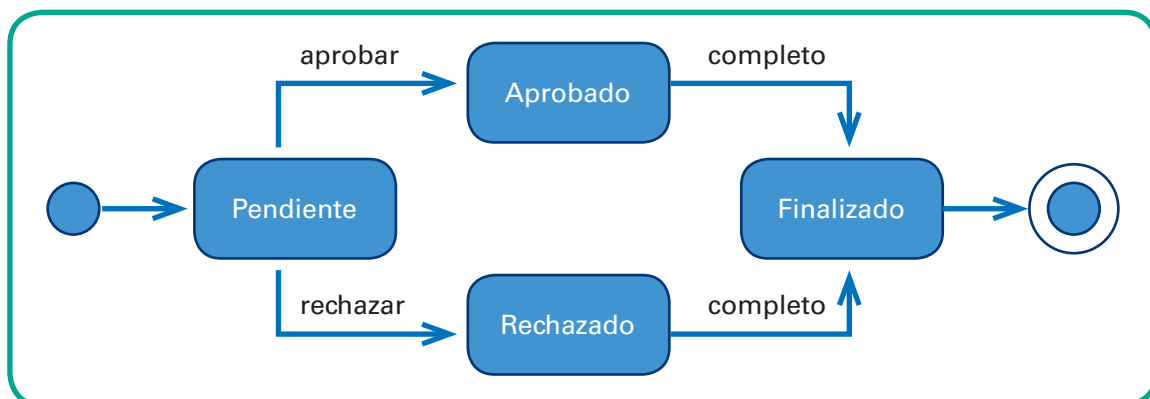 aprobar
Aprobado
completo
Pendiente
Finalizado
rechazar
Rechazado
completo